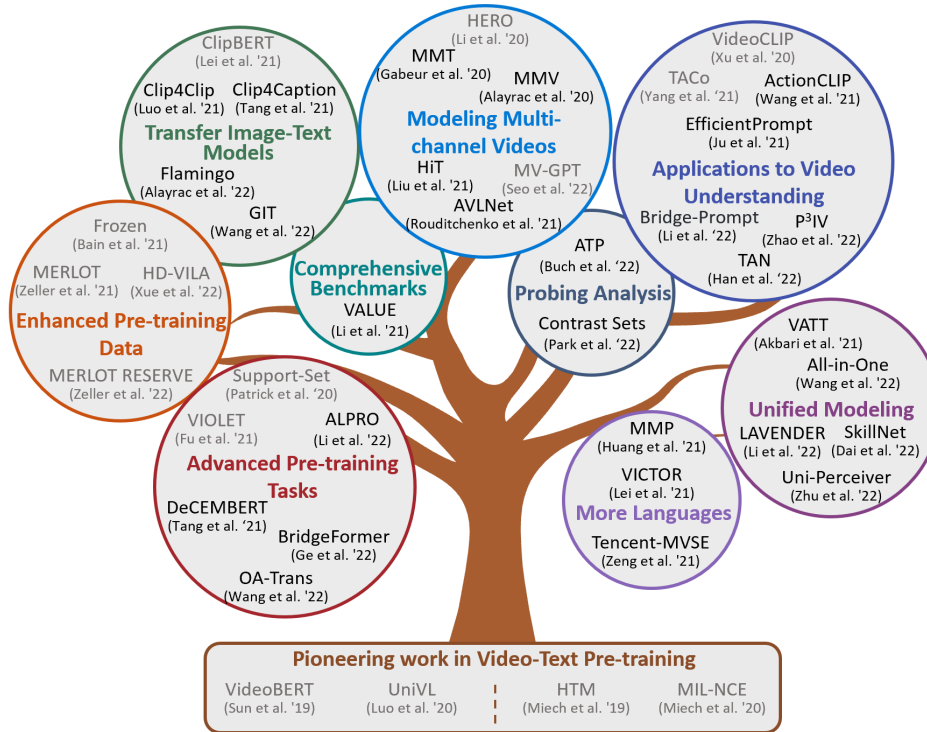 ClipBERT
(Lei et al. '21)
Clip4Clip
(Luo et al. '21)
Clip4Caption
(Tang et al. '21)
Transfer Image-Text
Models
Flamingo
(Alayrac et al. '22)
GIT
(Wang et al. '22)
HERO
(Li et al. '20)
MMT
(Gabeur et al. '20)
MMV
(Alayrac et al. '20)
Modeling Multi-
channel Videos
HiT
(Liu et al. '21)
MV-GPT
(Seo et al. '22)
AVLNet
(Rouditchenko et al. '21)
VideoCLIP
(Xu et al. '20)
TACo
(Yang et al. '21)
ActionCLIP
(Wang et al. '21)
EfficientPrompt
(Ju et al. '21)
Applications to Video
Understanding
Bridge-Prompt
(Li et al. ‘22)
P³IV
(Zhao et al. '22)
TAN
(Han et al. ‘22)
Frozen
(Bain et al. '21)
MERLOT
(Zeller et al. '21)
HD-VILA
(Xue et al. '22)
Enhanced Pre-training
Data
MERLOT RESERVE
(Zeller et al. '22)
Comprehensive
Benchmarks
VALUE
(Li et al. '21)
ATP
(Buch et al. ‘22)
Probing Analysis
Contrast Sets
(Park et al. ‘22)
VATT
(Akbari et al. '21)
All-in-One
(Wang et al. '22)
Unified Modeling
LAVENDER
(Li et al. '22)
SkillNet
(Dai et al. '22)
Uni-Perceiver
(Zhu et al. '22)
Support-Set
(Patrick et al. ‘20)
VIOLET
(Fu et al. '21)
ALPRO
(Li et al. '22)
Advanced Pre-training
Tasks
DeCEMBERT
(Tang et al. ‘21)
BridgeFormer
(Ge et al. '22)
OA-Trans
(Wang et al. '22)
MMP
(Huang et al. '21)
VICTOR
(Lei et al. '21)
More Languages
Tencent-MVSE
(Zeng et al. '21)
Pioneering work in Video-Text Pre-training
VideoBERT
(Sun et al. '19)
UniVL
(Luo et al. '20)
HTM
(Miech et al. '19)
MIL-NCE
(Miech et al. '20)